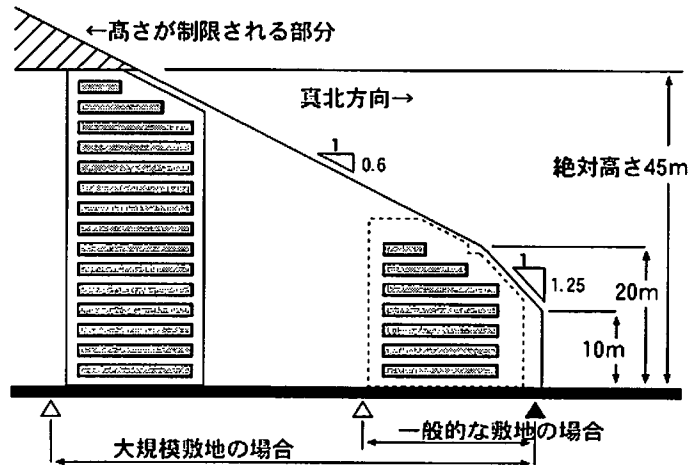 ←高さが制限される部分
真北方向→
1
0.6
絶対高さ45m
1
1.25
20m
10m
一般的な敷地の場合
大規模敷地の場合